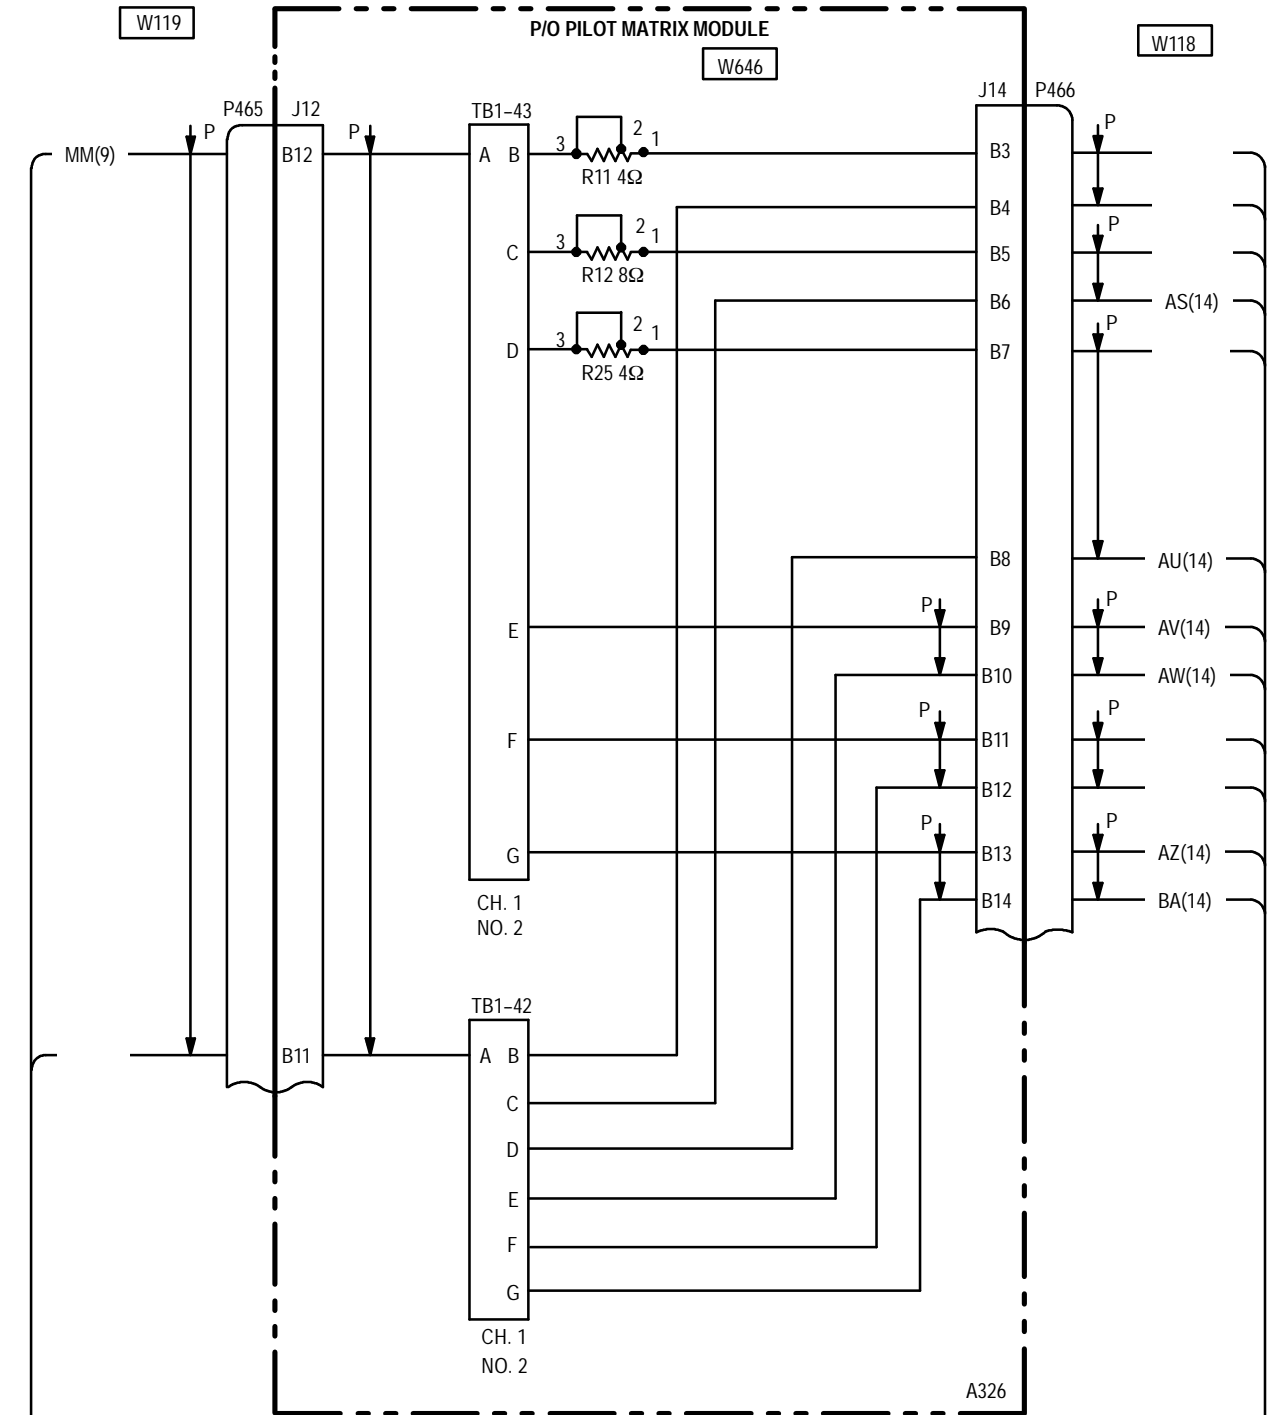 W119
P/O PILOT MATRIX MODULE
W646
W118
P465 J12
TB1–43
J14 P466
P
P
P
MM(9)
B12
A B
3 2 1
R11 4Ω
B3
B4
P
C
3 2 1
R12 8Ω
B5
B6
AS(14)
P
D
3 2 1
R25 4Ω
B7
B8
AU(14)
P
P
E
B9
AV(14)
B10
AW(14)
P
P
F
B11
B12
P
P
G
B13
AZ(14)
B14
BA(14)
CH. 1
NO. 2
TB1–42
B11
A B
C
D
E
F
G
CH. 1
NO. 2
A326